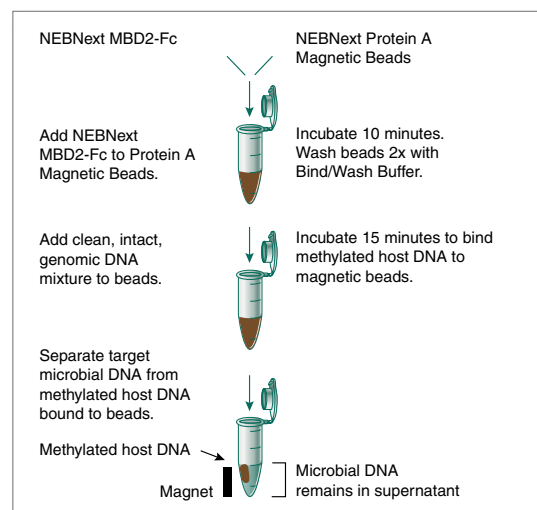 NEBNext MBD2-Fc
NEBNext Protein A
Magnetic Beads
Add NEBNext
MBD2-Fc to Protein A
Magnetic Beads.
Incubate 10 minutes.
Wash beads 2x with
Bind/Wash Buffer.
Add clean, intact,
genomic DNA
mixture to beads.
Incubate 15 minutes to bind
methylated host DNA to
magnetic beads.
Separate target
microbial DNA from
methylated host DNA
bound to beads.
Methylated host DNA
Magnet
Microbial DNA
remains in supernatant